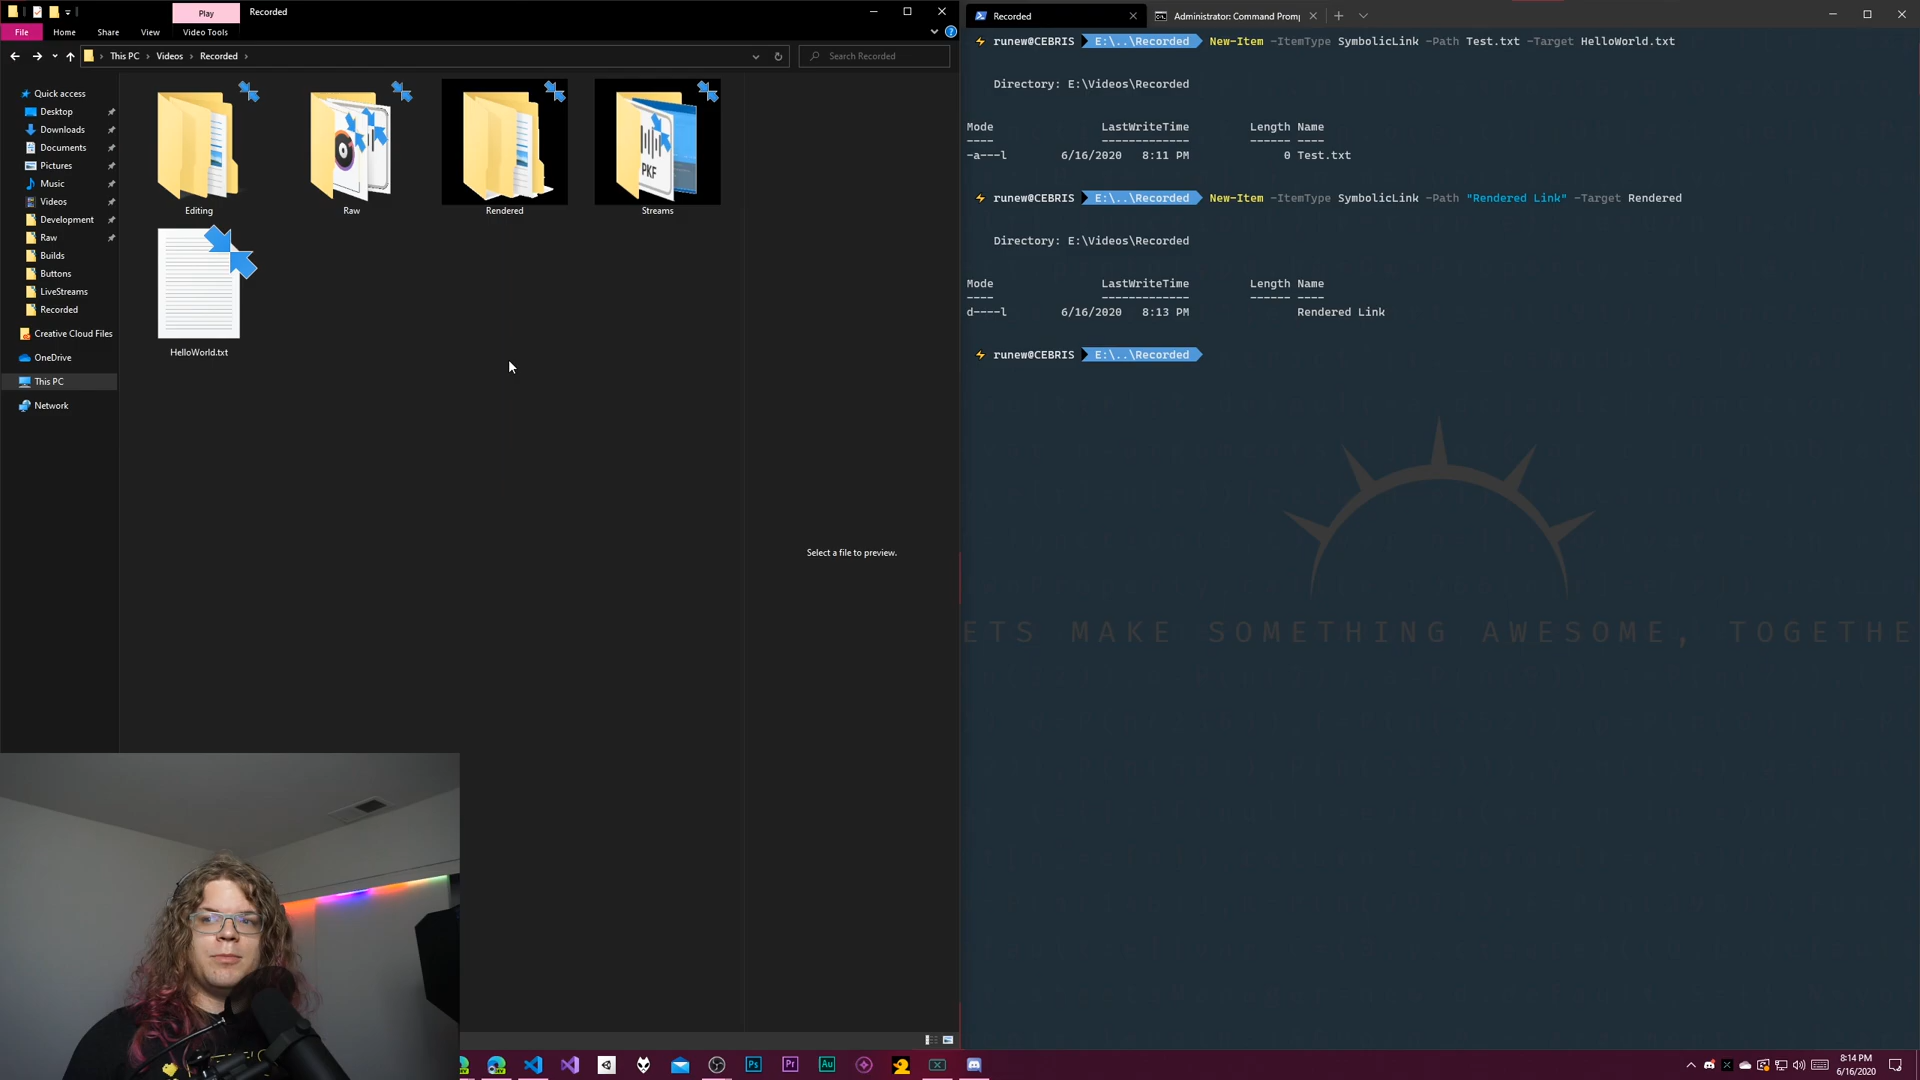 Play
Recorded
File
Home
Share
View
Video Tools
This PC
Videos
Recorded
Search Recorded
Quick access
Desktop
Downloads
Documents
Pictures
Music
Videos
Development
Raw
Builds
Buttons
LiveStreams
Recorded
Creative Cloud Files
OneDrive
This PC
Network
Editing
Raw
Rendered
PKF
Streams
HelloWorld.txt
Select a file to preview.
Recorded
Administrator: Command Promp
runew@CEBRIS E:\..\Recorded New-Item -ItemType SymbolicLink -Path Test.txt -Target HelloWorld.txt
Directory: E:\Videos\Recorded
Mode LastWriteTime Length Name
---- ------------- ------ ----
-a---l 6/16/2020 8:11 PM 0 Test.txt
runew@CEBRIS E:\..\Recorded New-Item -ItemType SymbolicLink -Path "Rendered Link" -Target Rendered
Directory: E:\Videos\Recorded
Mode LastWriteTime Length Name
---- ------------- ------ ----
d----l 6/16/2020 8:13 PM Rendered Link
runew@CEBRIS E:\..\Recorded
ETS MAKE SOMETHING AWESOME, TOGETHE
Ps
Pr
Au
8:14 PM
6/16/2020